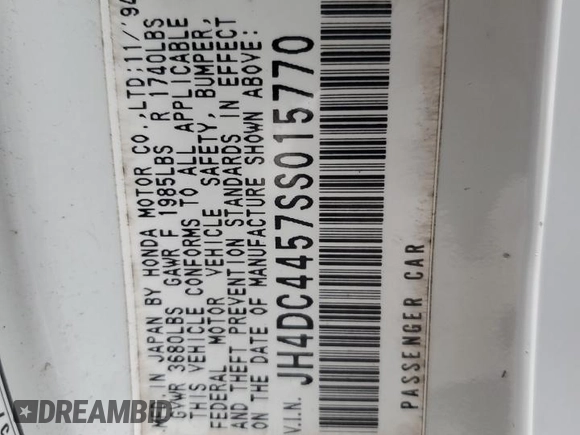 IN JAPAN BY HONDA MOTOR CO.,LTD;11/'94
GVWR 3680LBS GAWR F 1985LBS R 1740LBS
THIS VEHICLE CONFORMS TO ALL APPLICABLE
FEDERAL MOTOR VEHICLE SAFETY, BUMPER,
AND THEFT PREVENTION STANDARDS IN EFFECT
ON THE DATE OF MANUFACTURE SHOWN ABOVE:
V.I.N. JH4DC4457SS015770
PASSENGER CAR
DREAMBID